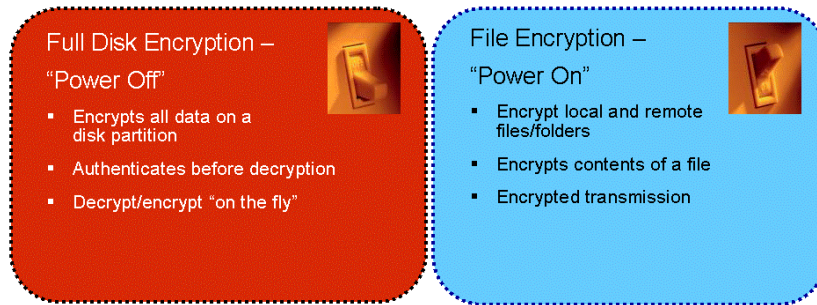 Full Disk Encryption –
“Power Off”
▪ Encrypts all data on a
disk partition
▪ Authenticates before decryption
▪ Decrypt/encrypt “on the fly”
File Encryption –
“Power On”
▪ Encrypt local and remote
files/folders
▪ Encrypts contents of a file
▪ Encrypted transmission